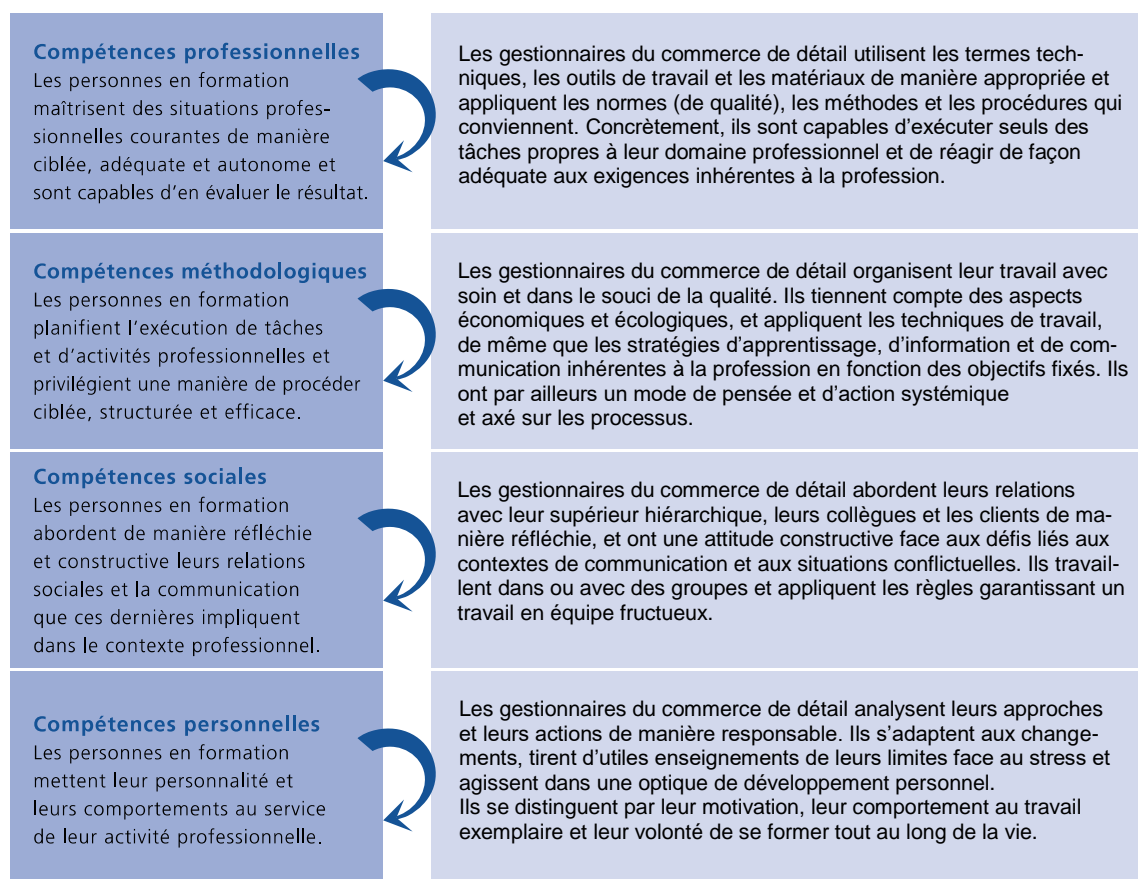 Compétences professionnelles
Les personnes en formation
maîtrisent des situations profes-
sionnelles courantes de manière
ciblée, adéquate et autonome et
sont capables d’en évaluer le résultat.
Les gestionnaires du commerce de détail utilisent les termes tech-
niques, les outils de travail et les matériaux de manière appropriée et
appliquent les normes (de qualité), les méthodes et les procédures qui
conviennent. Concrètement, ils sont capables d’exécuter seuls des
tâches propres à leur domaine professionnel et de réagir de façon
adéquate aux exigences inhérentes à la profession.
Compétences méthodologiques
Les personnes en formation
planifient l’exécution de tâches
et d’activités professionnelles et
privilégient une manière de procéder
ciblée, structurée et efficace.
Les gestionnaires du commerce de détail organisent leur travail avec
soin et dans le souci de la qualité. Ils tiennent compte des aspects
économiques et écologiques, et appliquent les techniques de travail,
de même que les stratégies d’apprentissage, d’information et de com-
munication inhérentes à la profession en fonction des objectifs fixés. Ils
ont par ailleurs un mode de pensée et d’action systémique
et axé sur les processus.
Compétences sociales
Les personnes en formation
abordent de manière réfléchie
et constructive leurs relations
sociales et la communication
que ces dernières impliquent
dans le contexte professionnel.
Les gestionnaires du commerce de détail abordent leurs relations
avec leur supérieur hiérarchique, leurs collègues et les clients de ma-
nière réfléchie, et ont une attitude constructive face aux défis liés aux
contextes de communication et aux situations conflictuelles. Ils travail-
lent dans ou avec des groupes et appliquent les règles garantissant un
travail en équipe fructueux.
Compétences personnelles
Les personnes en formation
mettent leur personnalité et
leurs comportements au service
de leur activité professionnelle.
Les gestionnaires du commerce de détail analysent leurs approches
et leurs actions de manière responsable. Ils s’adaptent aux change-
ments, tirent d’utiles enseignements de leurs limites face au stress et
agissent dans une optique de développement personnel.
Ils se distinguent par leur motivation, leur comportement au travail
exemplaire et leur volonté de se former tout au long de la vie.